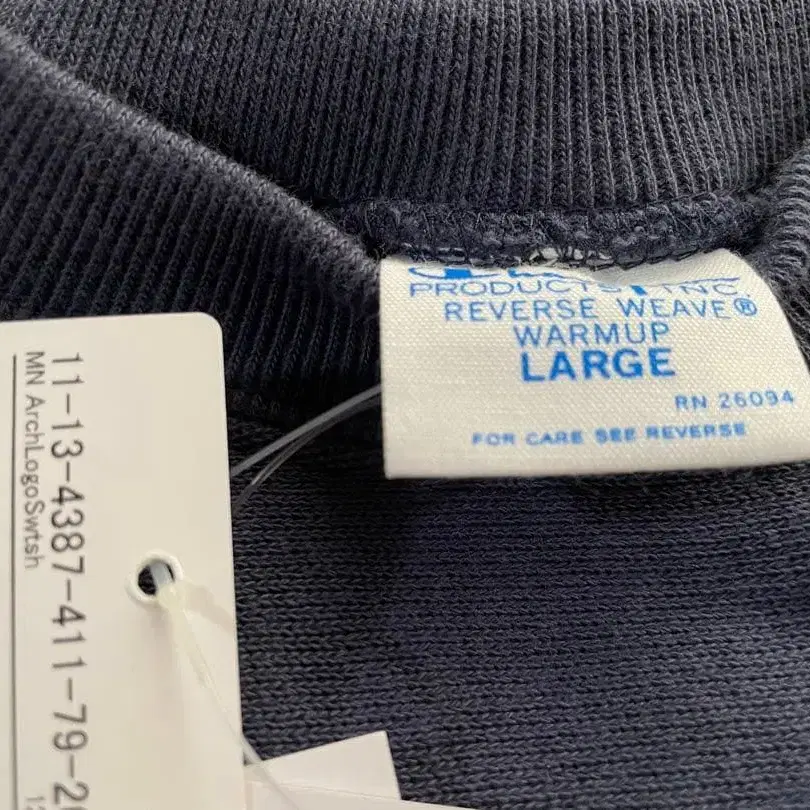 PRODUCTS, INC
REVERSE WEAVE®
WARMUP
LARGE
RN 26094
FOR CARE SEE REVERSE
11-13-4387-411-79-2
MN ArchLogoSwtsh